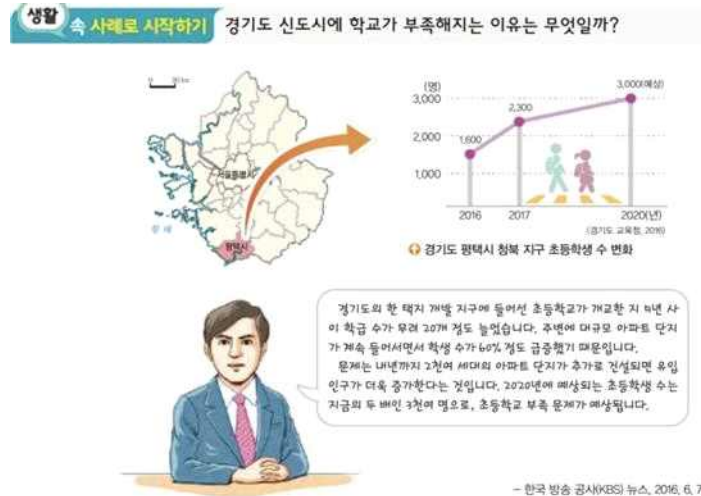 생활 속 사례로 시작하기 경기도 신도시에 학교가 부족해지는 이유는 무엇일까?
0
서울특별시
평택시
(명)
3,000
2,000
1,000
1,600
2,300
3,000(예상)
2016 2017 2020(년)
(경기도 교육청, 2016)
경기도 평택시 청북 지구 초등학생 수 변화
경기도의 한 택지 개발 지구에 들어선 초등학교가 개교한 지 4년 사
이 학급 수가 무려 20개 정도 늘었습니다. 주변에 대규모 아파트 단지
가 계속 들어서면서 학생 수가 60% 정도 급증했기 때문입니다.
문제는 내년까지 2천여 세대의 아파트 단지가 추가로 건설되면 유입
인구가 더욱 증가한다는 것입니다. 2020년에 예상되는 초등학생 수는
지금의 두 배인 3천여 명으로, 초등학교 부족 문제가 예상됩니다.
- 한국 방송 공사(KBS) 뉴스, 2016. 6. 7